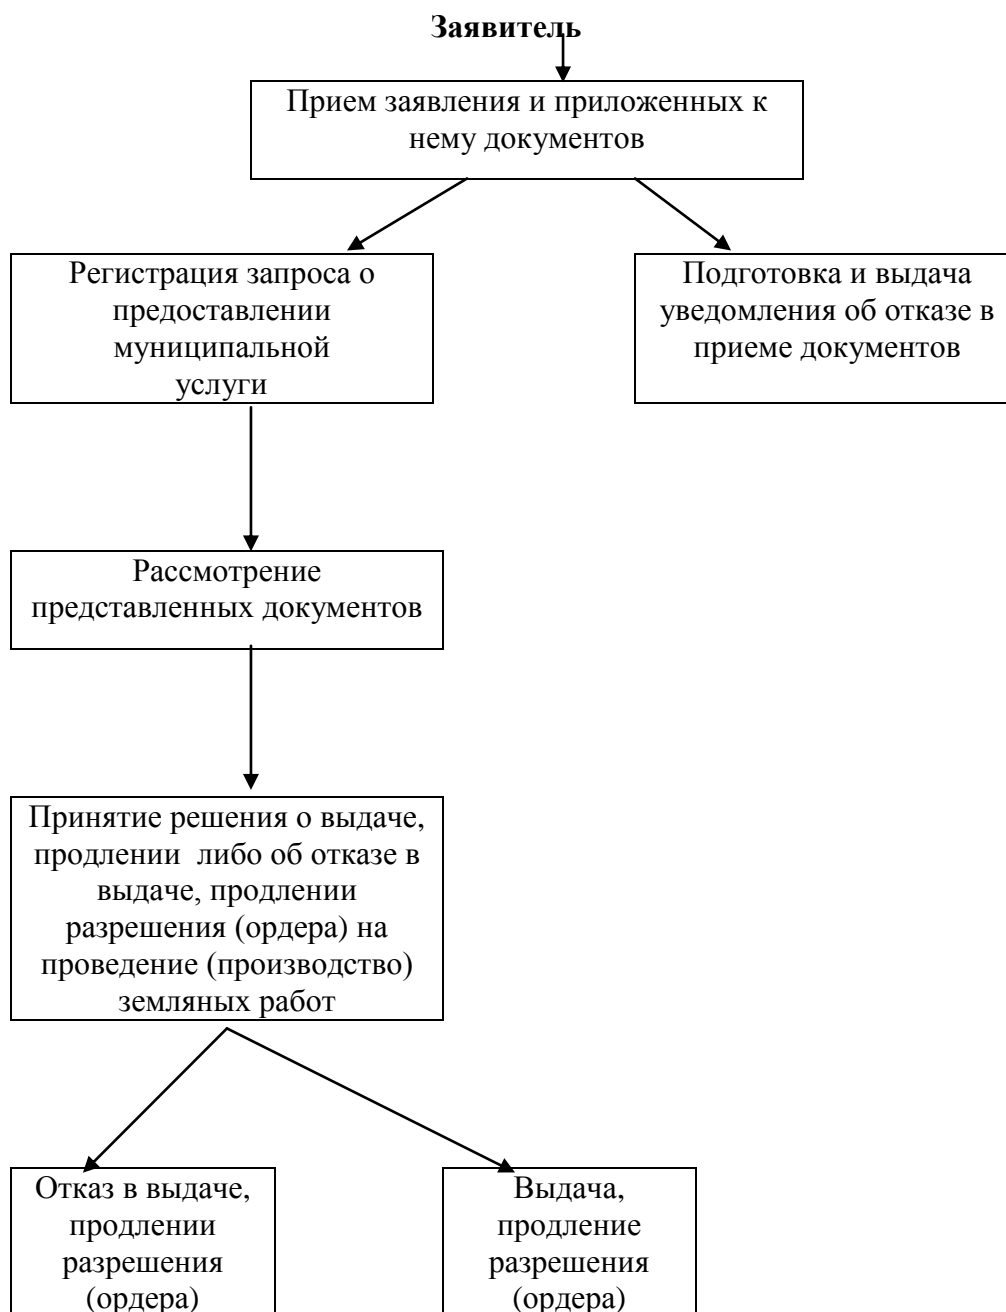 Заявитель
Прием заявления и приложенных к
нему документов
Регистрация запроса о
предоставлении
муниципальной
услуги
Подготовка и выдача
уведомления об отказе в
приеме документов
Рассмотрение
представленных документов
Принятие решения о выдаче,
продлении либо об отказе в
выдаче, продлении
разрешения (ордера) на
проведение (производство)
земляных работ
Отказ в выдаче,
продлении
разрешения
(ордера)
Выдача,
продление
разрешения
(ордера)